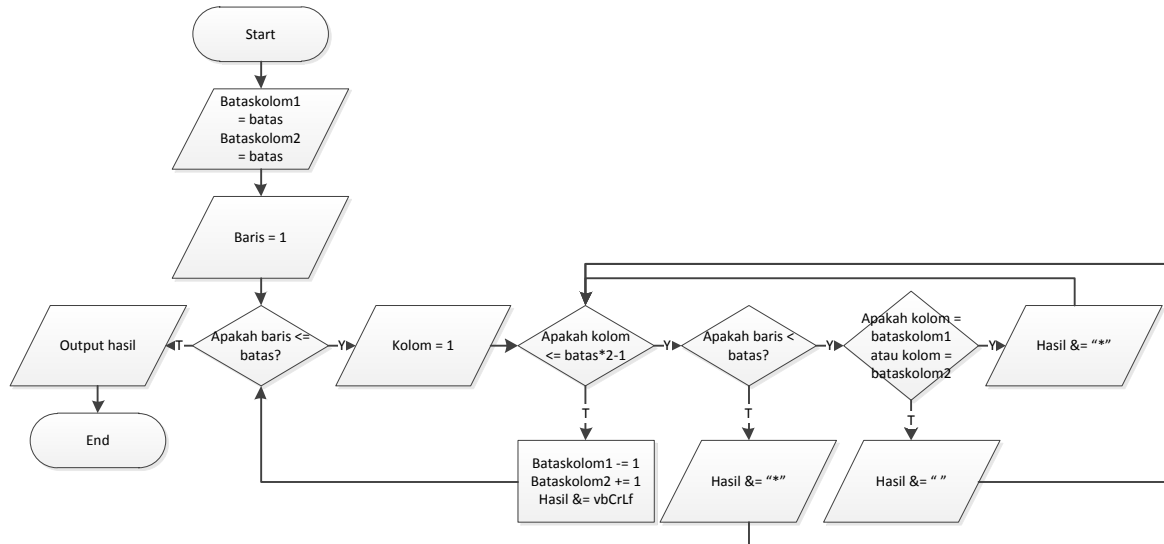 Start
Bataskolom1
= batas
Bataskolom2
= batas
Baris = 1
Output hasil
T
Apakah baris <=
batas?
Y
Kolom = 1
Apakah kolom
<= batas*2-1
Y
Apakah baris <
batas?
Y
Apakah kolom =
bataskolom1
atau kolom =
bataskolom2
Y
Hasil &= “*”
End
T
T
T
Bataskolom1 -= 1
Bataskolom2 += 1
Hasil &= vbCrLf
Hasil &= “*”
Hasil &= “ ”